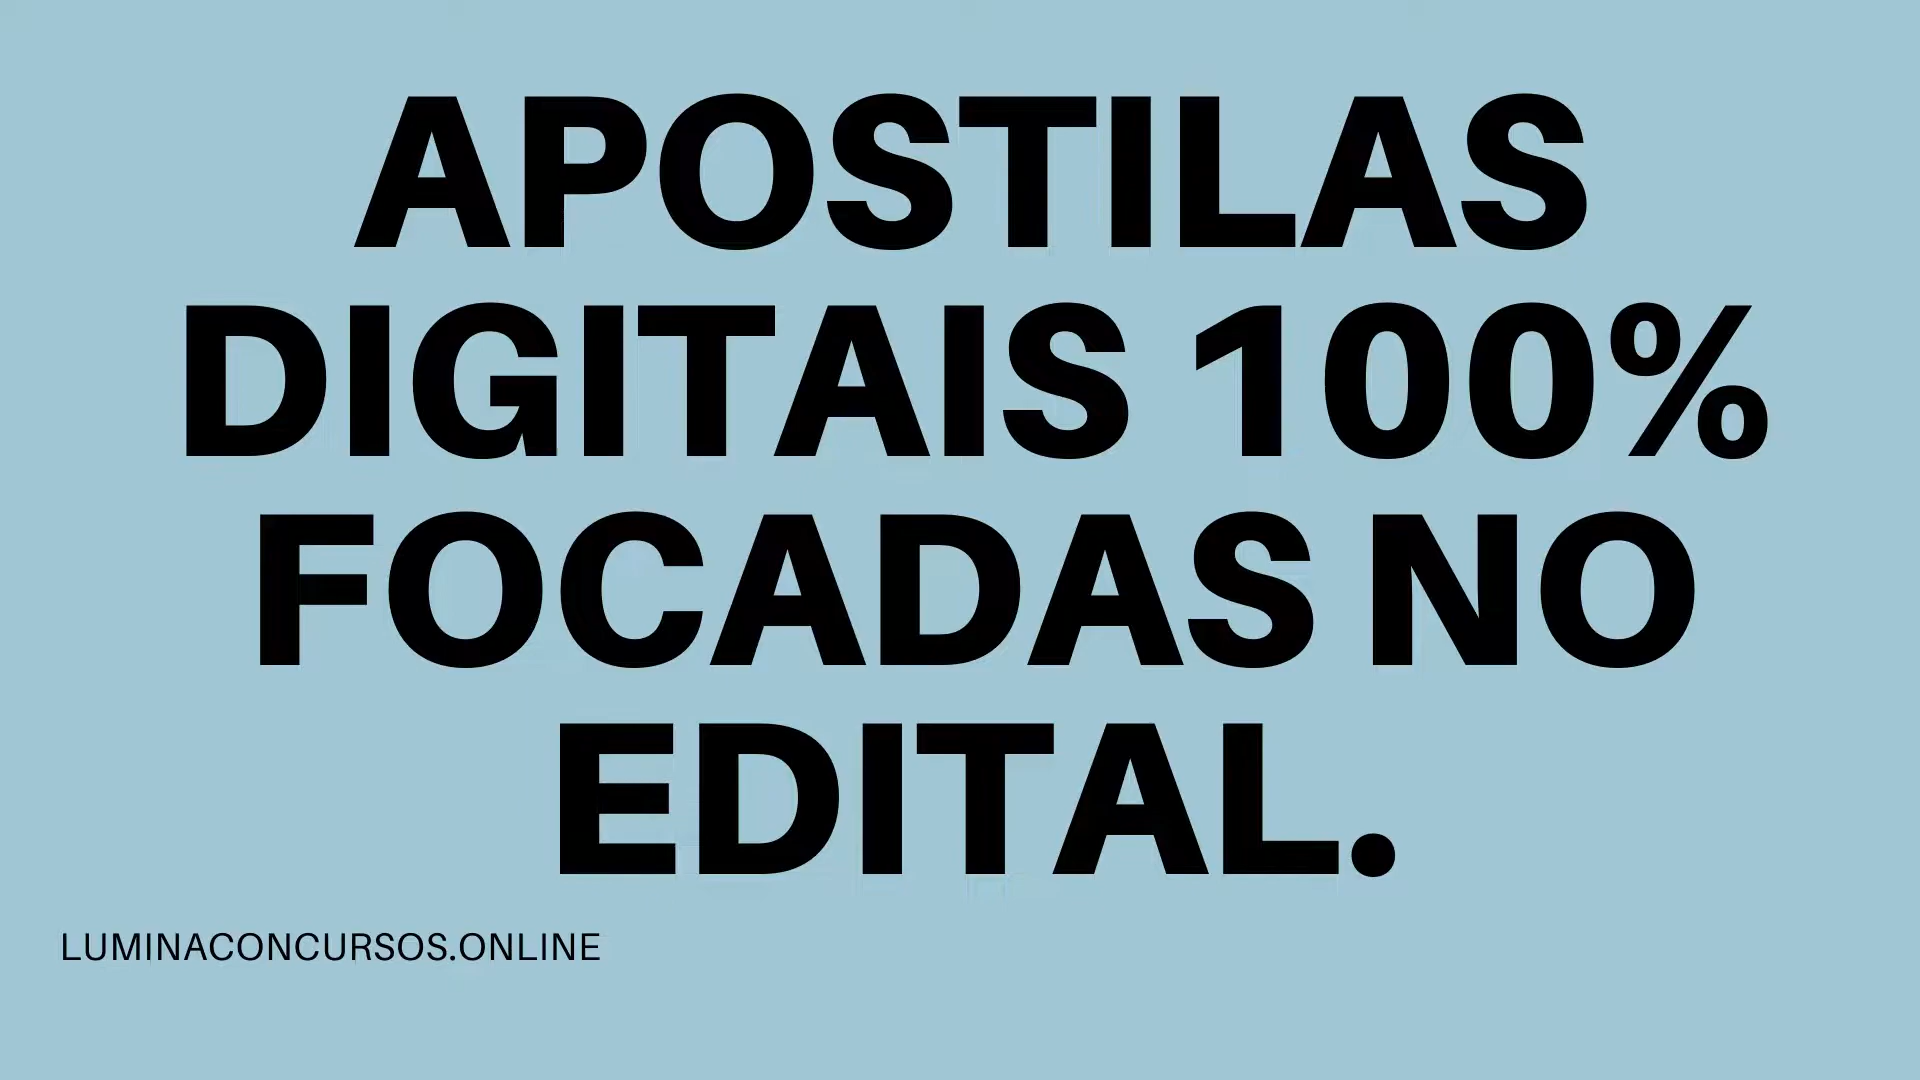 APOSTILAS
DIGITAIS 100%
FOCADAS NO
EDITAL.
LUMINACONCURSOS.ONLINE